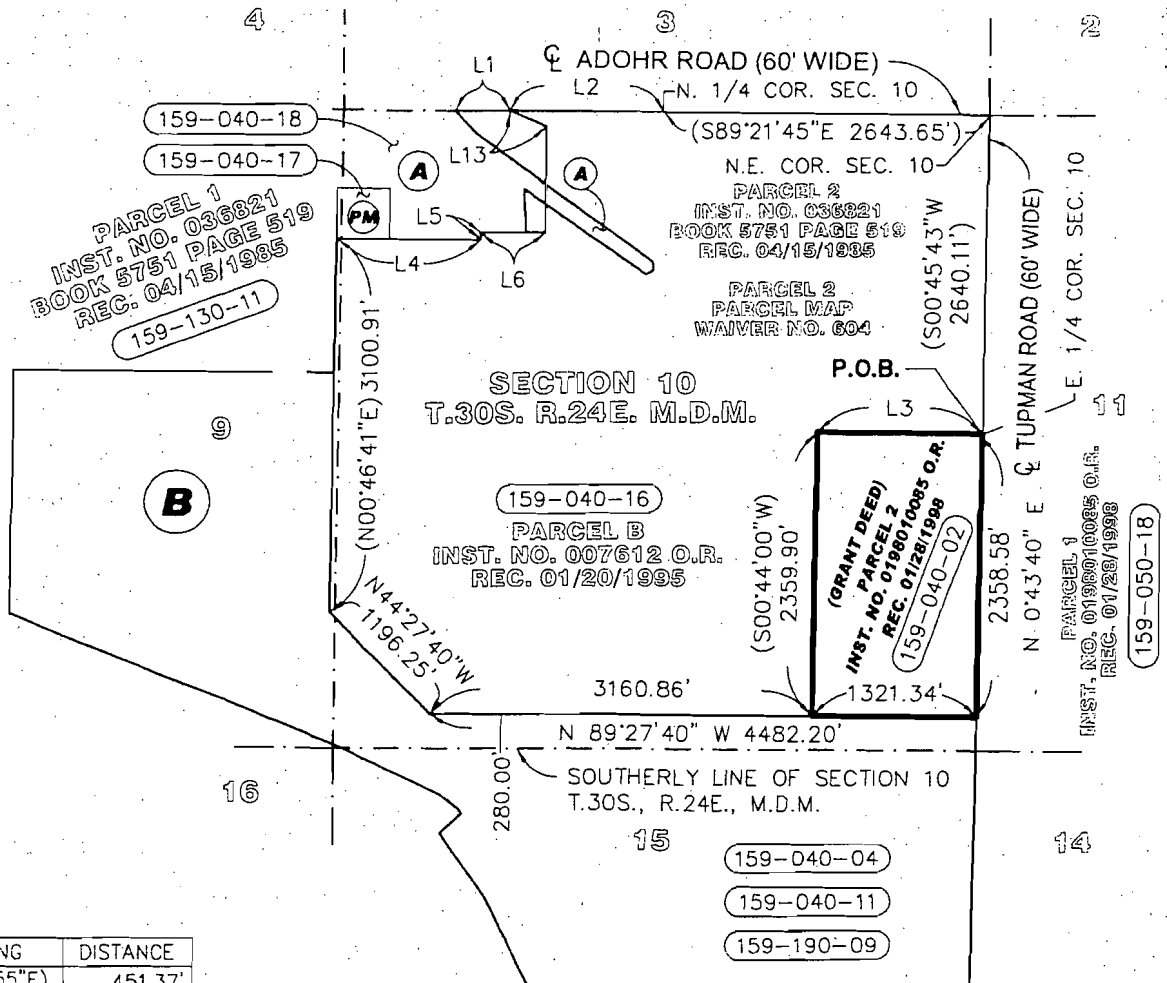 4
3
2
℄ ADOHR ROAD (60' WIDE)
L1
L2
N. 1/4 COR. SEC. 10
159-040-18
(S89°21'45"E 2643.65')
L13
159-040-17
A
A
N.E. COR. SEC. 10
PARCEL 2
INST. NO. 036821
BOOK 5751 PAGE 519
REC. 04/15/1985
PARCEL 1
INST. NO. 036821
BOOK 5751 PAGE 519
REC. 04/15/1985
159-130-11
PM
L5
L4
L6
PARCEL 2
PARCEL MAP
WAIVER NO. 604
(S00°45'43"W
2640.11')
℄ TUPMAN ROAD (60' WIDE)
E. 1/4 COR. SEC. 10
(N00°46'41"E) 3100.91'
P.O.B.
SECTION 10
T.30S. R.24E. M.D.M.
L3
11
9
B
159-040-16
PARCEL B
INST. NO. 007612 O.R.
REC. 01/20/1995
(S00°44'00"W)
2359.90'
(GRANT DEED)
PARCEL 2
INST. NO. 0198010085 O.R.
REC. 01/28/1998
159-040-02
2358.58'
N 0°43'40" E
PARCEL 1
INST. NO. 0198010085 O.R.
REC. 01/28/1998
159-050-18
N44°27'40"W
1196.25'
3160.86'
1321.34'
N 89°27'40" W 4482.20'
280.00'
SOUTHERLY LINE OF SECTION 10
T.30S., R.24E., M.D.M.
16
15
14
159-040-04
159-040-11
159-190-09
NG DISTANCE
55"E) 451.37'